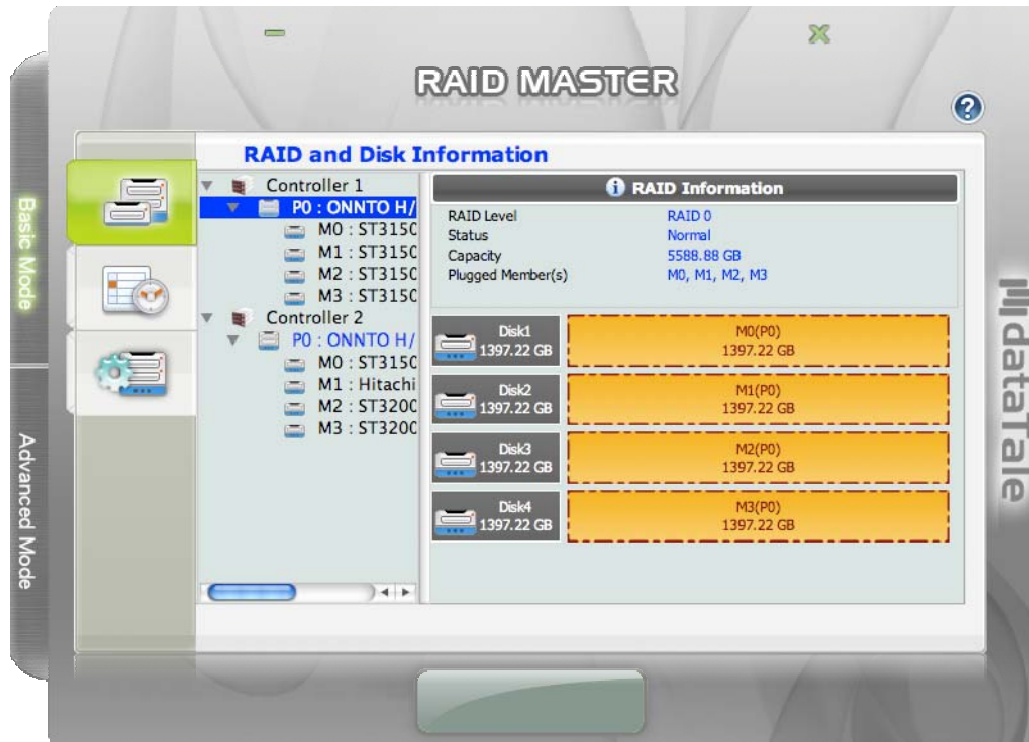 RAID MASTER
?
RAID and Disk Information
Basic Mode
Advanced Mode
Controller 1
P0 : ONNTO H/
M0 : ST3150
M1 : ST3150
M2 : ST3150
M3 : ST3150
Controller 2
P0 : ONNTO H/
M0 : ST3150
M1 : Hitachi
M2 : ST3200
M3 : ST3200
RAID Information
RAID Level RAID 0
Status Normal
Capacity 5588.88 GB
Plugged Member(s) M0, M1, M2, M3
Disk1
1397.22 GB
M0(P0)
1397.22 GB
Disk2
1397.22 GB
M1(P0)
1397.22 GB
Disk3
1397.22 GB
M2(P0)
1397.22 GB
Disk4
1397.22 GB
M3(P0)
1397.22 GB
dataTale